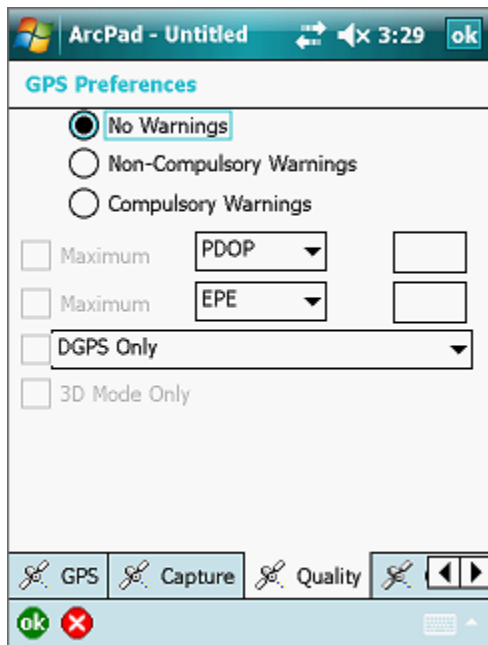 ArcPad - Untitled 3:29 ok
GPS Preferences
No Warnings
Non-Compulsory Warnings
Compulsory Warnings
Maximum PDOP
Maximum EPE
DGPS Only
3D Mode Only
GPS Capture Quality
ok